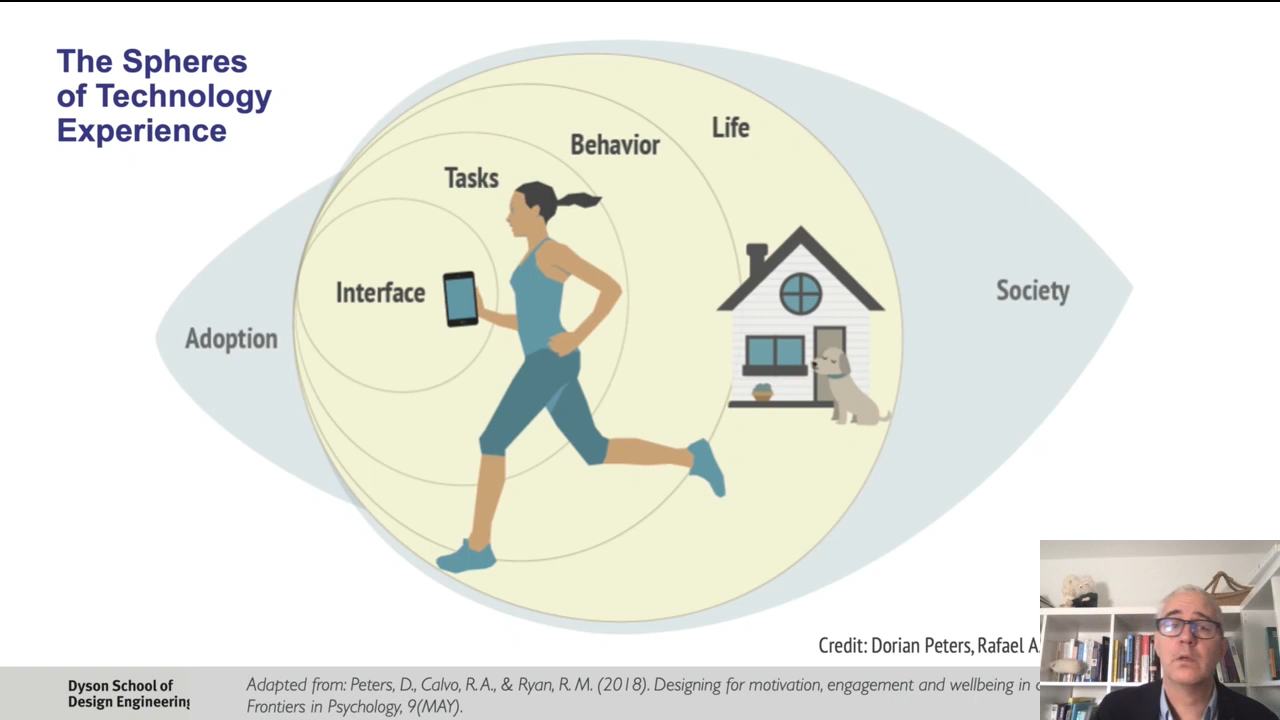 The Spheres
of Technology
Experience
Life
Behavior
Tasks
Interface
Society
Adoption
Credit: Dorian Peters, Rafael A.
Dyson School of
Design Engineering
Adapted from: Peters, D., Calvo, R.A., & Ryan, R. M. (2018). Designing for motivation, engagement and wellbeing in
Frontiers in Psychology, 9(MAY).